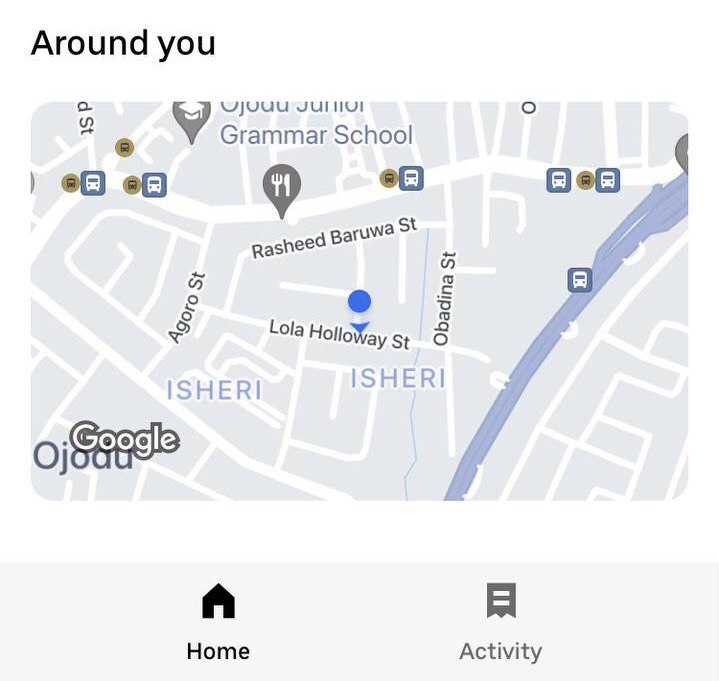 Around you
d St
Ojodu Junior
Grammar School
O
Rasheed Baruwa St
Agoro St
Obadina St
Lola Holloway St
ISHERI
ISHERI
Google
Ojodu
Home
Activity